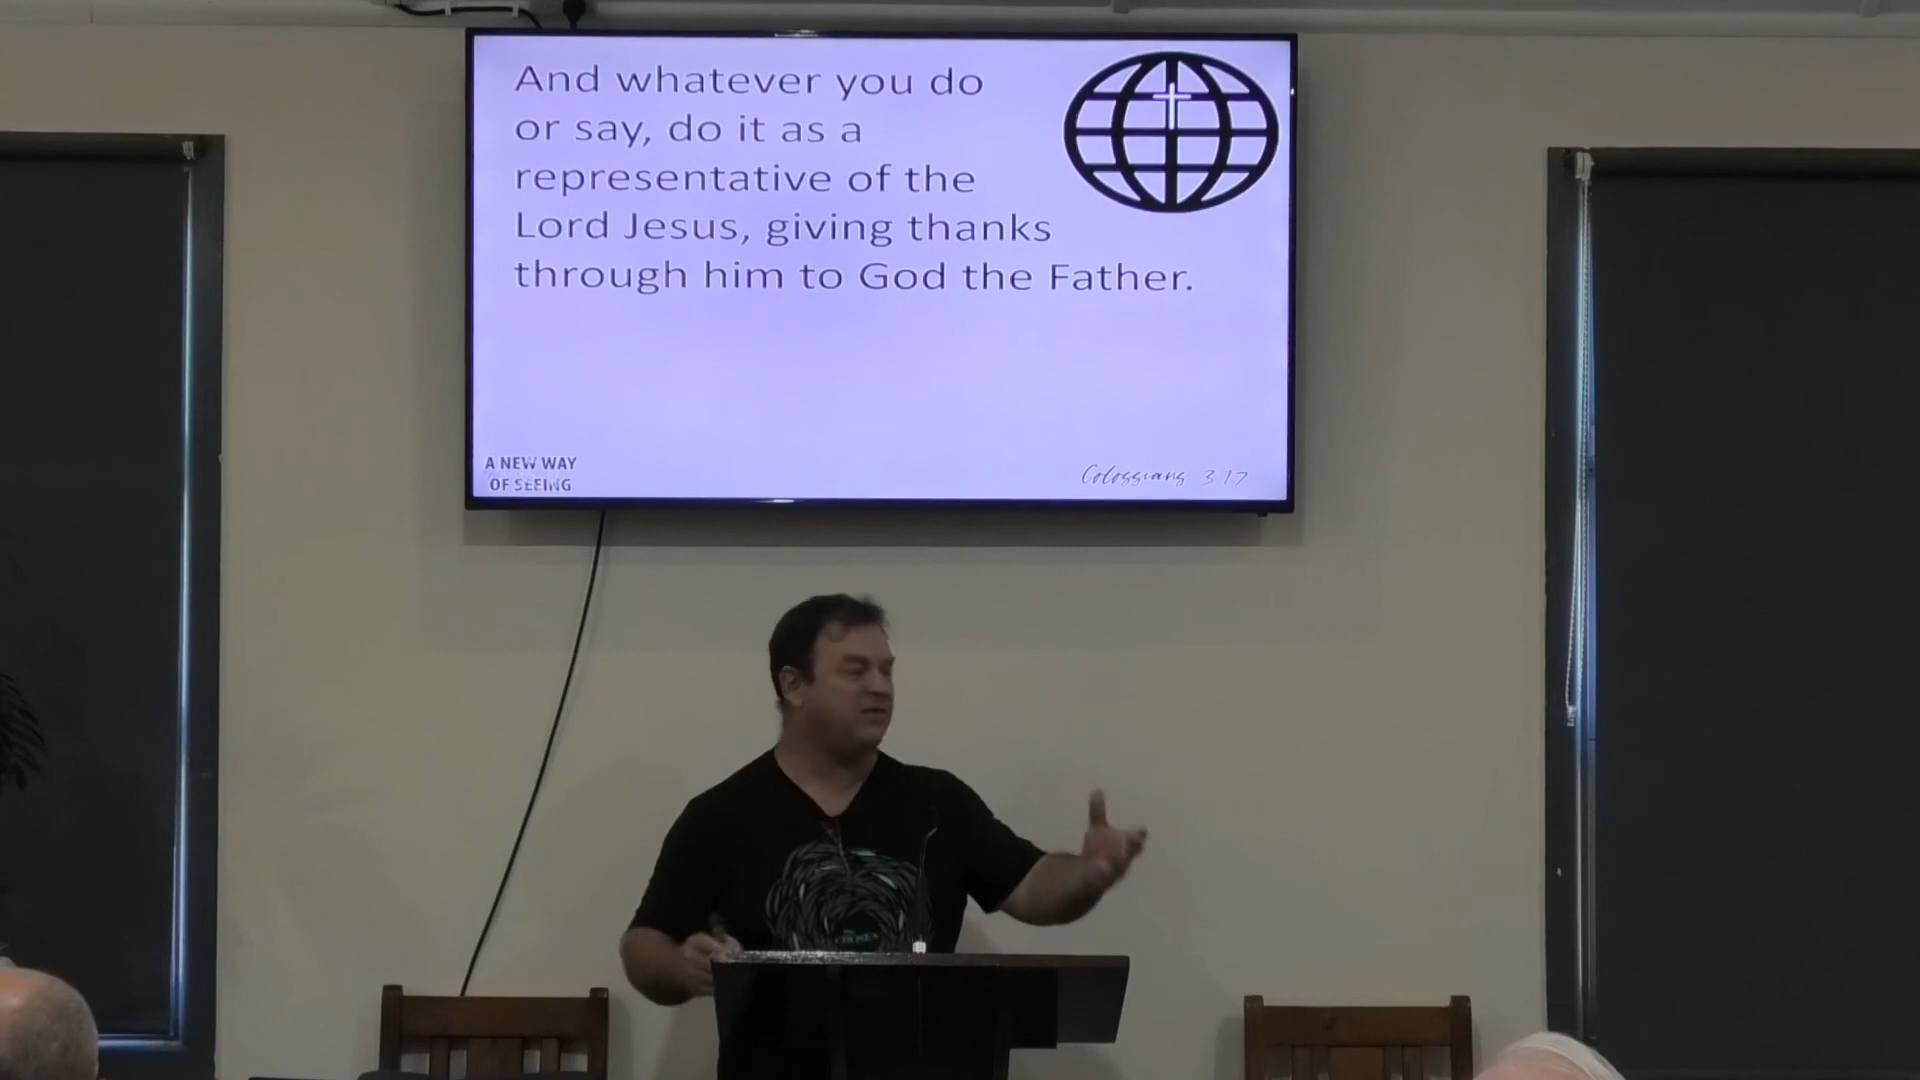 And whatever you do
or say, do it as a
representative of the
Lord Jesus, giving thanks
through him to God the Father.
A NEW WAY
OF SEEING
Colossians 3:17
CHOSEN